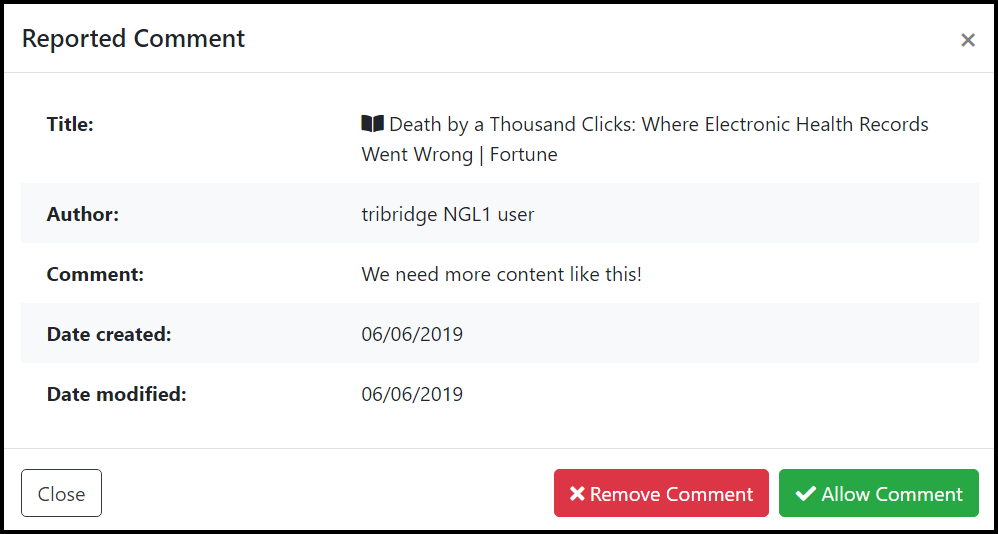 Reported Comment ×
Title: Death by a Thousand Clicks: Where Electronic Health Records
Went Wrong | Fortune
Author: tribridge NGL1 user
Comment: We need more content like this!
Date created: 06/06/2019
Date modified: 06/06/2019
Close Remove Comment Allow Comment